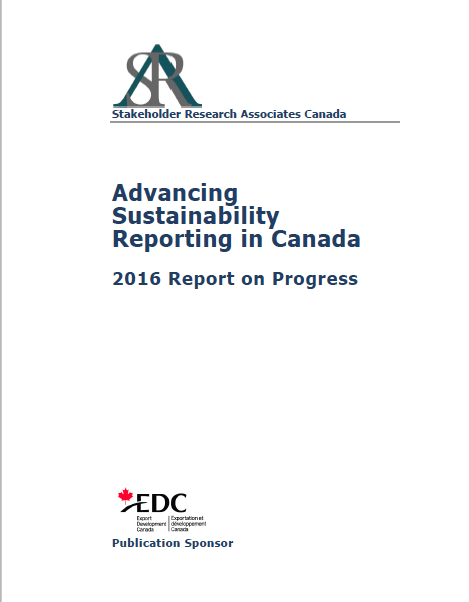 SRA
Stakeholder Research Associates Canada
Advancing
Sustainability
Reporting in Canada
2016 Report on Progress
EDC
Export Development Canada
Exportation et développement Canada
Publication Sponsor